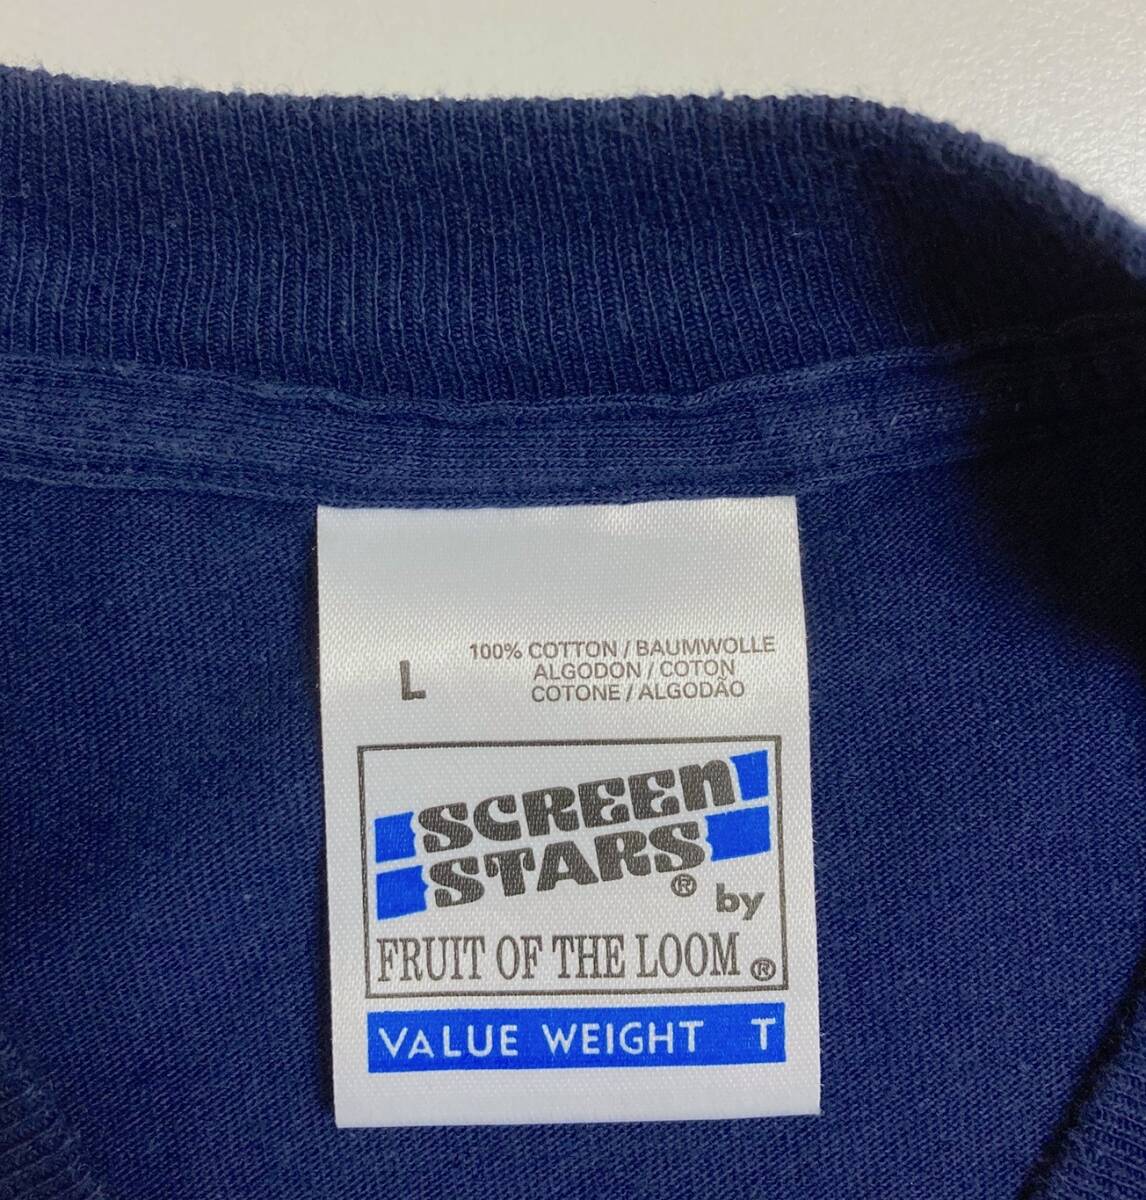 L
100% COTTON / BAUMWOLLE
ALGODON / COTON
COTONE / ALGODÃO
SCREEN
STARS®
by
FRUIT OF THE LOOM®
VALUE WEIGHT T